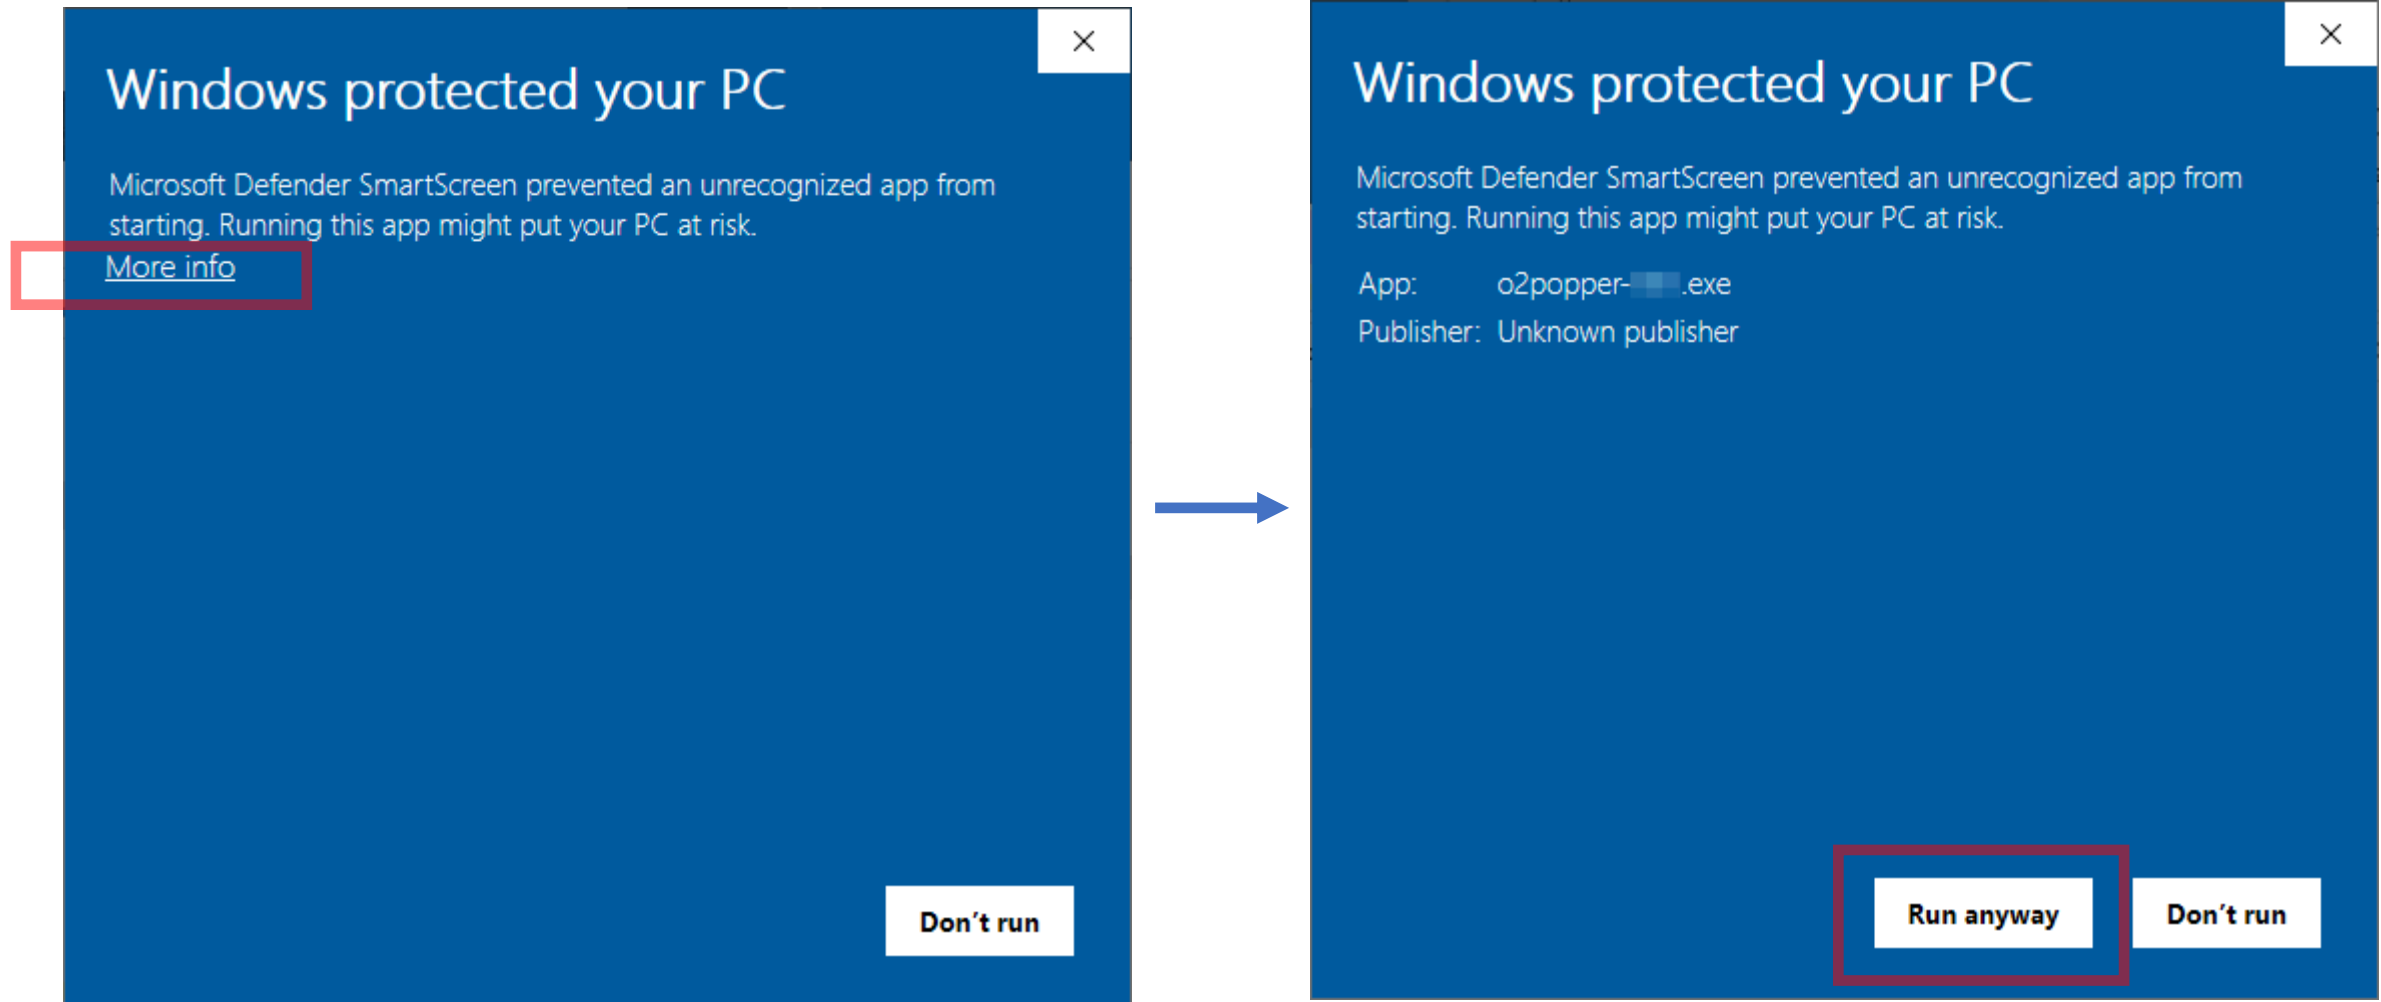 Windows protected your PC
Microsoft Defender SmartScreen prevented an unrecognized app from
starting. Running this app might put your PC at risk.
More info
Don't run
Windows protected your PC
Microsoft Defender SmartScreen prevented an unrecognized app from
starting. Running this app might put your PC at risk.
App: o2popper- .exe
Publisher: Unknown publisher
Run anyway Don't run